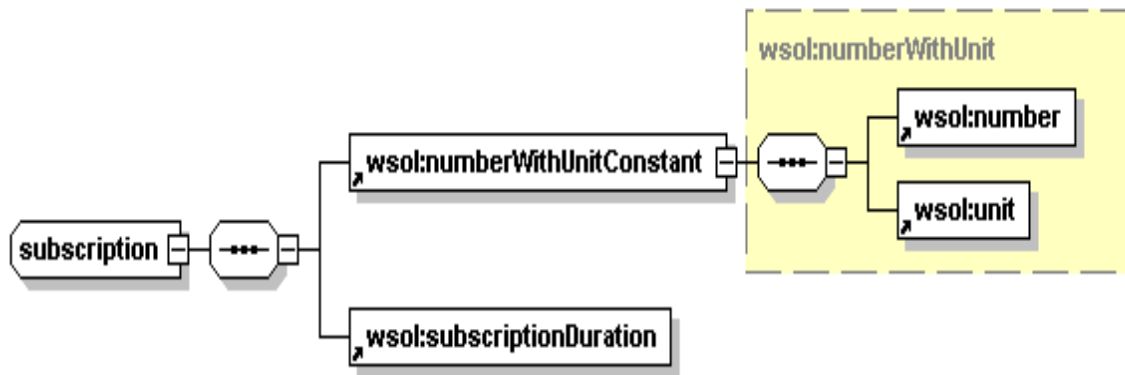 wsol:numberWithUnit
wsol:number
wsol:numberWithUnitConstant
wsol:unit
subscription
wsol:subscriptionDuration